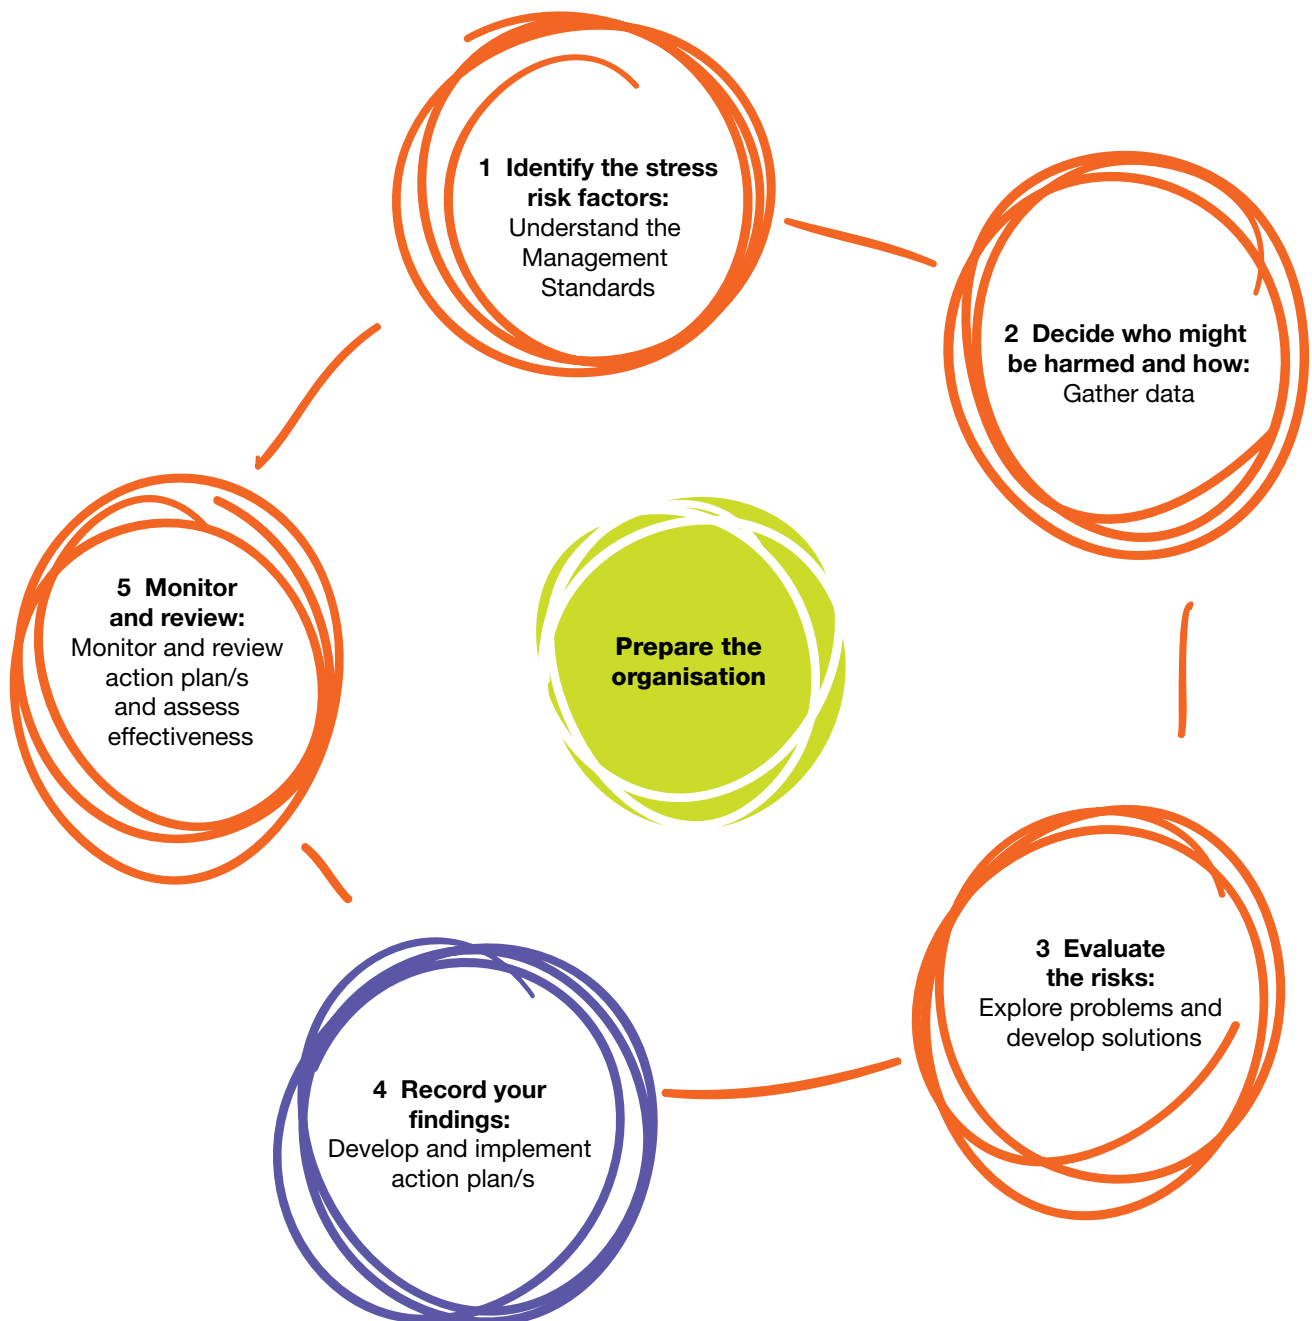 1 Identify the stress
risk factors:
Understand the
Management
Standards
2 Decide who might
be harmed and how:
Gather data
3 Evaluate
the risks:
Explore problems and
develop solutions
4 Record your
findings:
Develop and implement
action plan/s
5 Monitor
and review:
Monitor and review
action plan/s
and assess
effectiveness
Prepare the
organisation